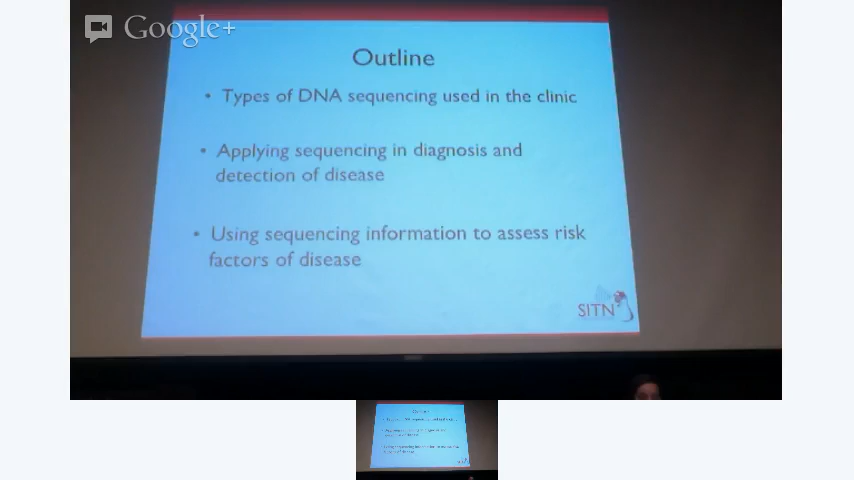 Google+
Outline
• Types of DNA sequencing used in the clinic
• Applying sequencing in diagnosis and
detection of disease
• Using sequencing information to assess risk
factors of disease
SITN